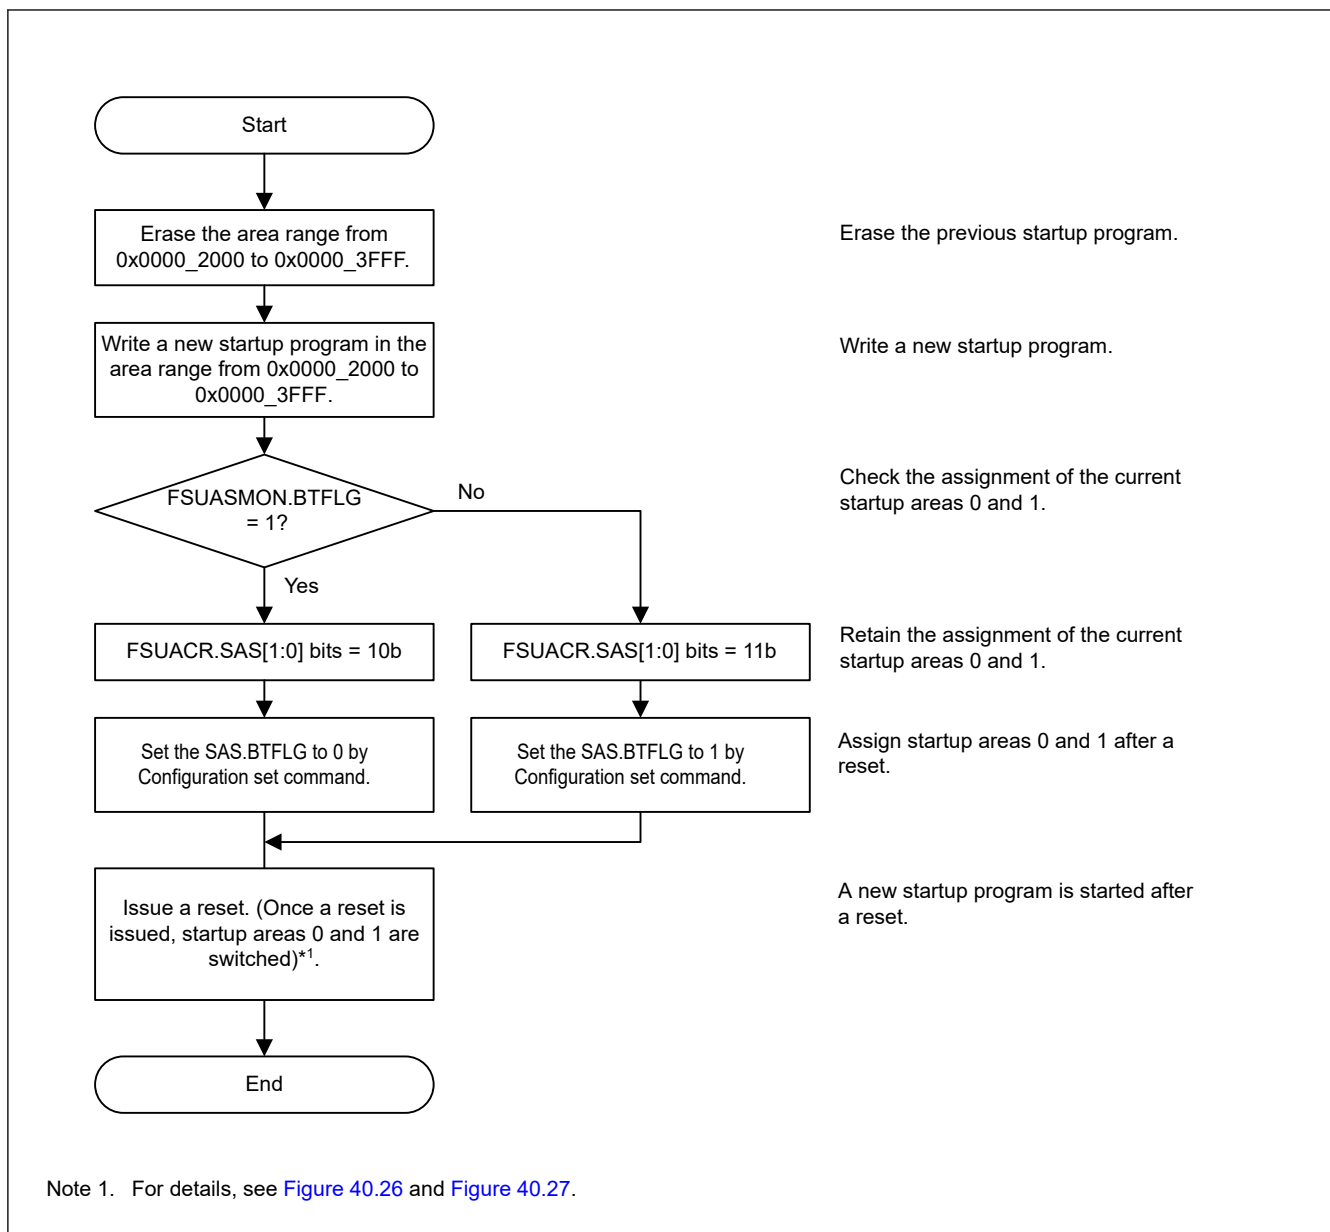 Start
Erase the area range from
0x0000_2000 to 0x0000_3FFF.
Erase the previous startup program.
Write a new startup program in the
area range from 0x0000_2000 to
0x0000_3FFF.
Write a new startup program.
FSUASMON.BTFLG
= 1?
No
Yes
Check the assignment of the current
startup areas 0 and 1.
FSUACR.SAS[1:0] bits = 10b
FSUACR.SAS[1:0] bits = 11b
Retain the assignment of the current
startup areas 0 and 1.
Set the SAS.BTFLG to 0 by
Configuration set command.
Set the SAS.BTFLG to 1 by
Configuration set command.
Assign startup areas 0 and 1 after a
reset.
Issue a reset. (Once a reset is
issued, startup areas 0 and 1 are
switched)*1.
A new startup program is started after
a reset.
End
Note 1. For details, see Figure 40.26 and Figure 40.27.